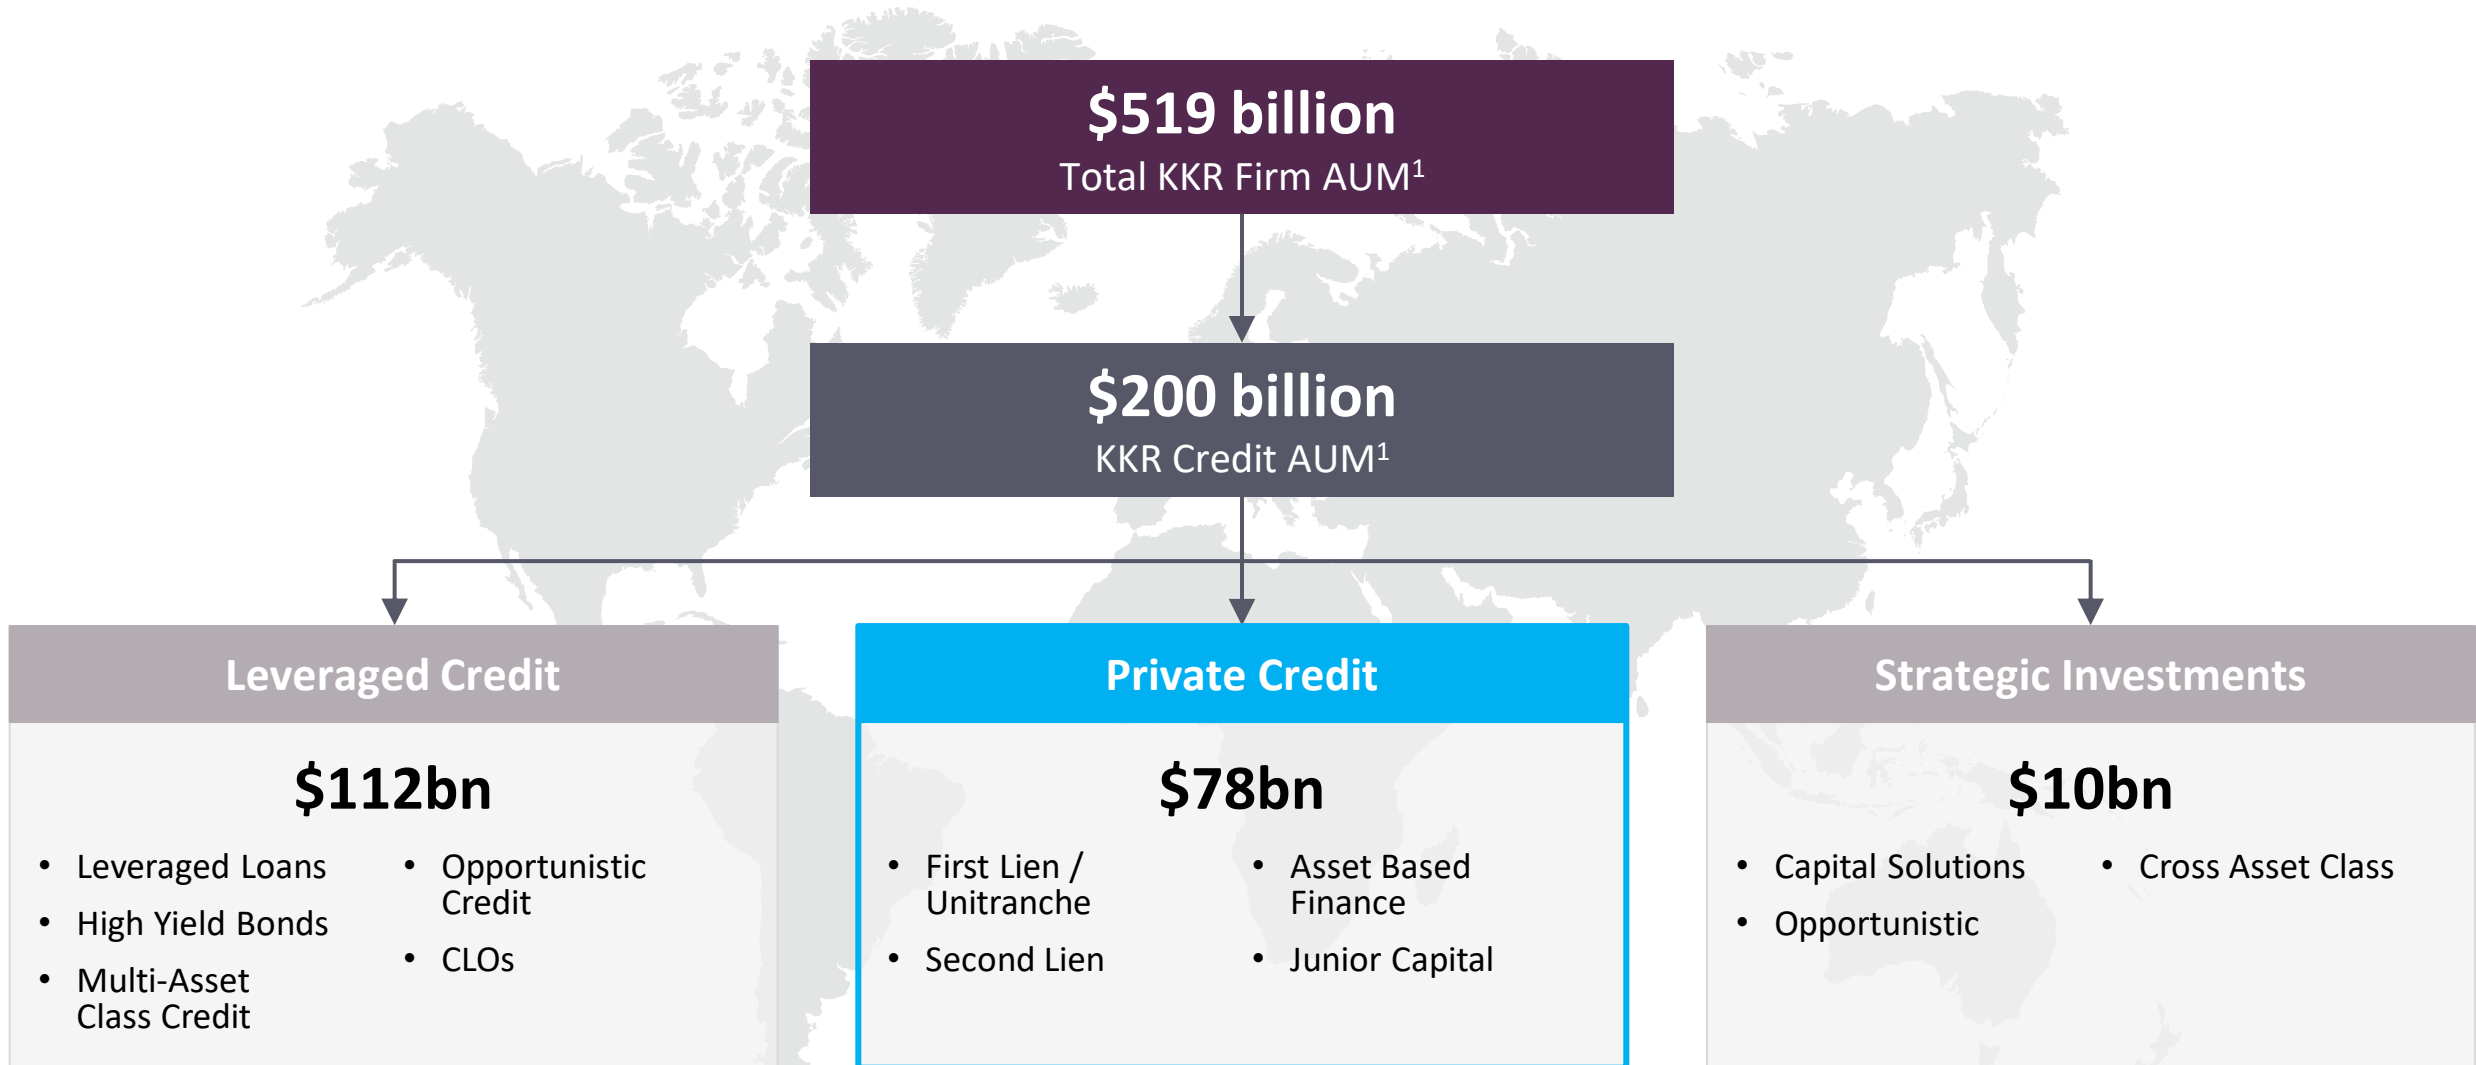 $519 billion
Total KKR Firm AUM¹
$200 billion
KKR Credit AUM¹
Leveraged Credit
$112bn
• Leveraged Loans
• High Yield Bonds
• Multi-Asset
Class Credit
• Opportunistic
Credit
• CLOs
Private Credit
$78bn
• First Lien /
Unitranche
• Second Lien
• Asset Based
Finance
• Junior Capital
Strategic Investments
$10bn
• Capital Solutions
• Opportunistic
• Cross Asset Class